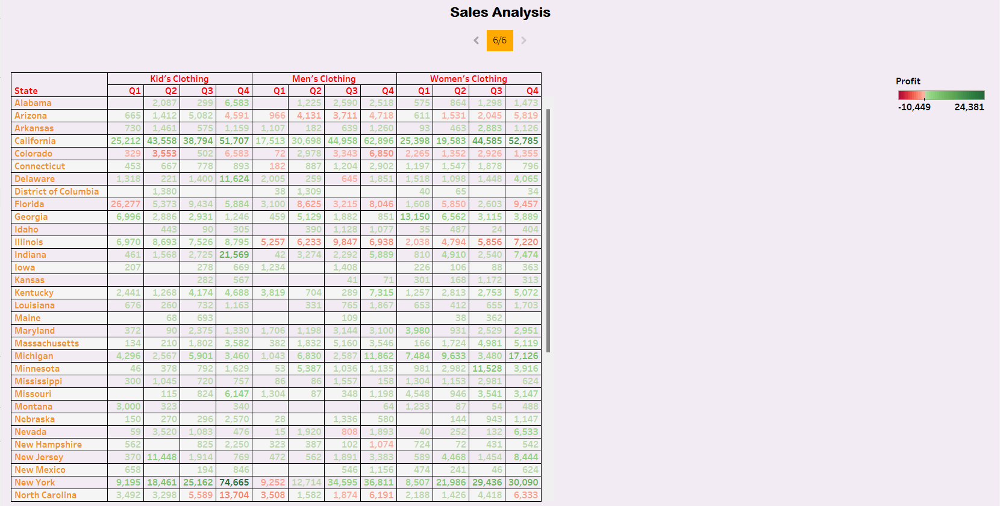 Sales Analysis
6/6
Kid's Clothing Men's Clothing Women's Clothing
State Q1 Q2 Q3 Q4 Q1 Q2 Q3 Q4 Q1 Q2 Q3 Q4
Alabama 2,087 299 6,583 1,225 2,590 2,518 575 864 1,298 1,473
Arizona 665 1,412 5,082 4,591 966 4,131 3,711 4,718 611 1,531 2,045 5,819
Arkansas 730 1,461 575 1,159 1,107 182 639 1,260 93 463 2,883 1,126
California 25,212 43,558 38,794 51,707 17,513 30,698 44,958 62,896 25,398 19,583 44,585 52,785
Colorado 329 3,553 502 6,583 72 2,978 3,343 6,850 2,265 1,352 2,926 1,355
Connecticut 453 667 778 893 182 887 1,204 2,902 1,197 1,547 1,878 796
Delaware 1,318 221 1,400 11,624 2,005 259 645 1,851 1,518 1,098 1,448 4,065
District of Columbia 1,380 38 1,309 40 65 34
Florida 26,277 5,373 9,434 5,884 3,100 8,625 3,215 8,046 1,608 5,850 2,603 9,457
Georgia 6,996 2,886 2,931 1,246 459 5,129 1,882 851 13,150 6,562 3,115 3,889
Idaho 443 90 305 390 1,128 1,077 35 487 24 404
Illinois 6,970 8,693 7,526 8,795 5,257 6,233 9,847 6,938 2,038 4,794 5,856 7,220
Indiana 461 1,568 2,725 21,569 42 3,274 2,292 5,889 810 4,910 2,540 7,474
Iowa 207 278 669 1,234 1,408 226 106 88 363
Kansas 282 567 41 71 301 168 1,172 313
Kentucky 2,441 1,268 4,174 4,688 3,819 704 289 7,315 1,257 2,813 2,753 5,072
Louisiana 676 260 732 1,163 331 765 1,867 653 412 655 1,703
Maine 68 693 109 38 362
Maryland 372 90 2,375 1,330 1,706 1,198 3,144 3,100 3,980 931 2,529 2,951
Massachusetts 134 210 1,802 3,582 382 1,832 5,160 3,546 166 1,724 4,981 5,119
Michigan 4,296 2,567 5,901 3,460 1,043 6,830 2,587 11,862 7,484 9,633 3,480 17,126
Minnesota 46 378 792 1,629 53 5,387 1,036 1,135 981 2,982 11,528 3,916
Mississippi 300 1,045 720 757 86 86 1,557 158 1,304 1,153 2,981 624
Missouri 115 824 6,147 1,304 87 348 1,198 4,548 946 3,541 3,147
Montana 3,000 323 340 64 1,233 87 54 488
Nebraska 150 270 296 2,570 28 1,336 580 144 943 1,147
Nevada 59 3,520 1,083 476 15 1,920 808 1,893 40 252 132 6,533
New Hampshire 562 825 2,250 323 387 102 1,074 724 72 431 542
New Jersey 370 11,448 1,914 769 472 562 1,891 3,383 589 4,468 1,454 8,444
New Mexico 658 194 846 546 1,156 474 241 46 624
New York 9,195 18,461 25,162 74,665 9,252 12,714 34,595 36,811 8,507 21,986 29,436 30,090
North Carolina 3,492 3,298 5,589 13,704 3,508 1,582 1,874 6,191 2,188 1,426 4,418 6,333
Profit
-10,449 24,381